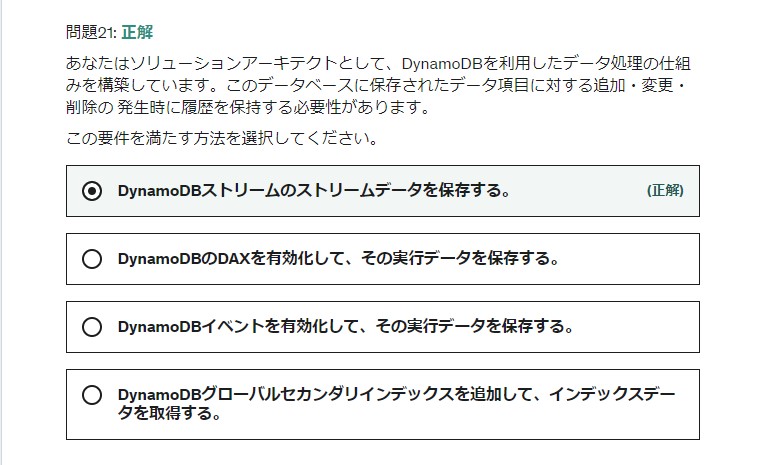 問題21: 正解
あなたはソリューションアーキテクトとして、DynamoDBを利用したデータ処理の仕組
みを構築しています。このデータベースに保存されたデータ項目に対する追加・変更・
削除の 発生時に履歴を保持する必要性があります。
この要件を満たす方法を選択してください。
DynamoDBストリームのストリームデータを保存する。 (正解)
DynamoDBのDAXを有効化して、その実行データを保存する。
DynamoDBイベントを有効化して、その実行データを保存する。
DynamoDBグローバルセカンダリインデックスを追加して、インデックスデー
タを取得する。